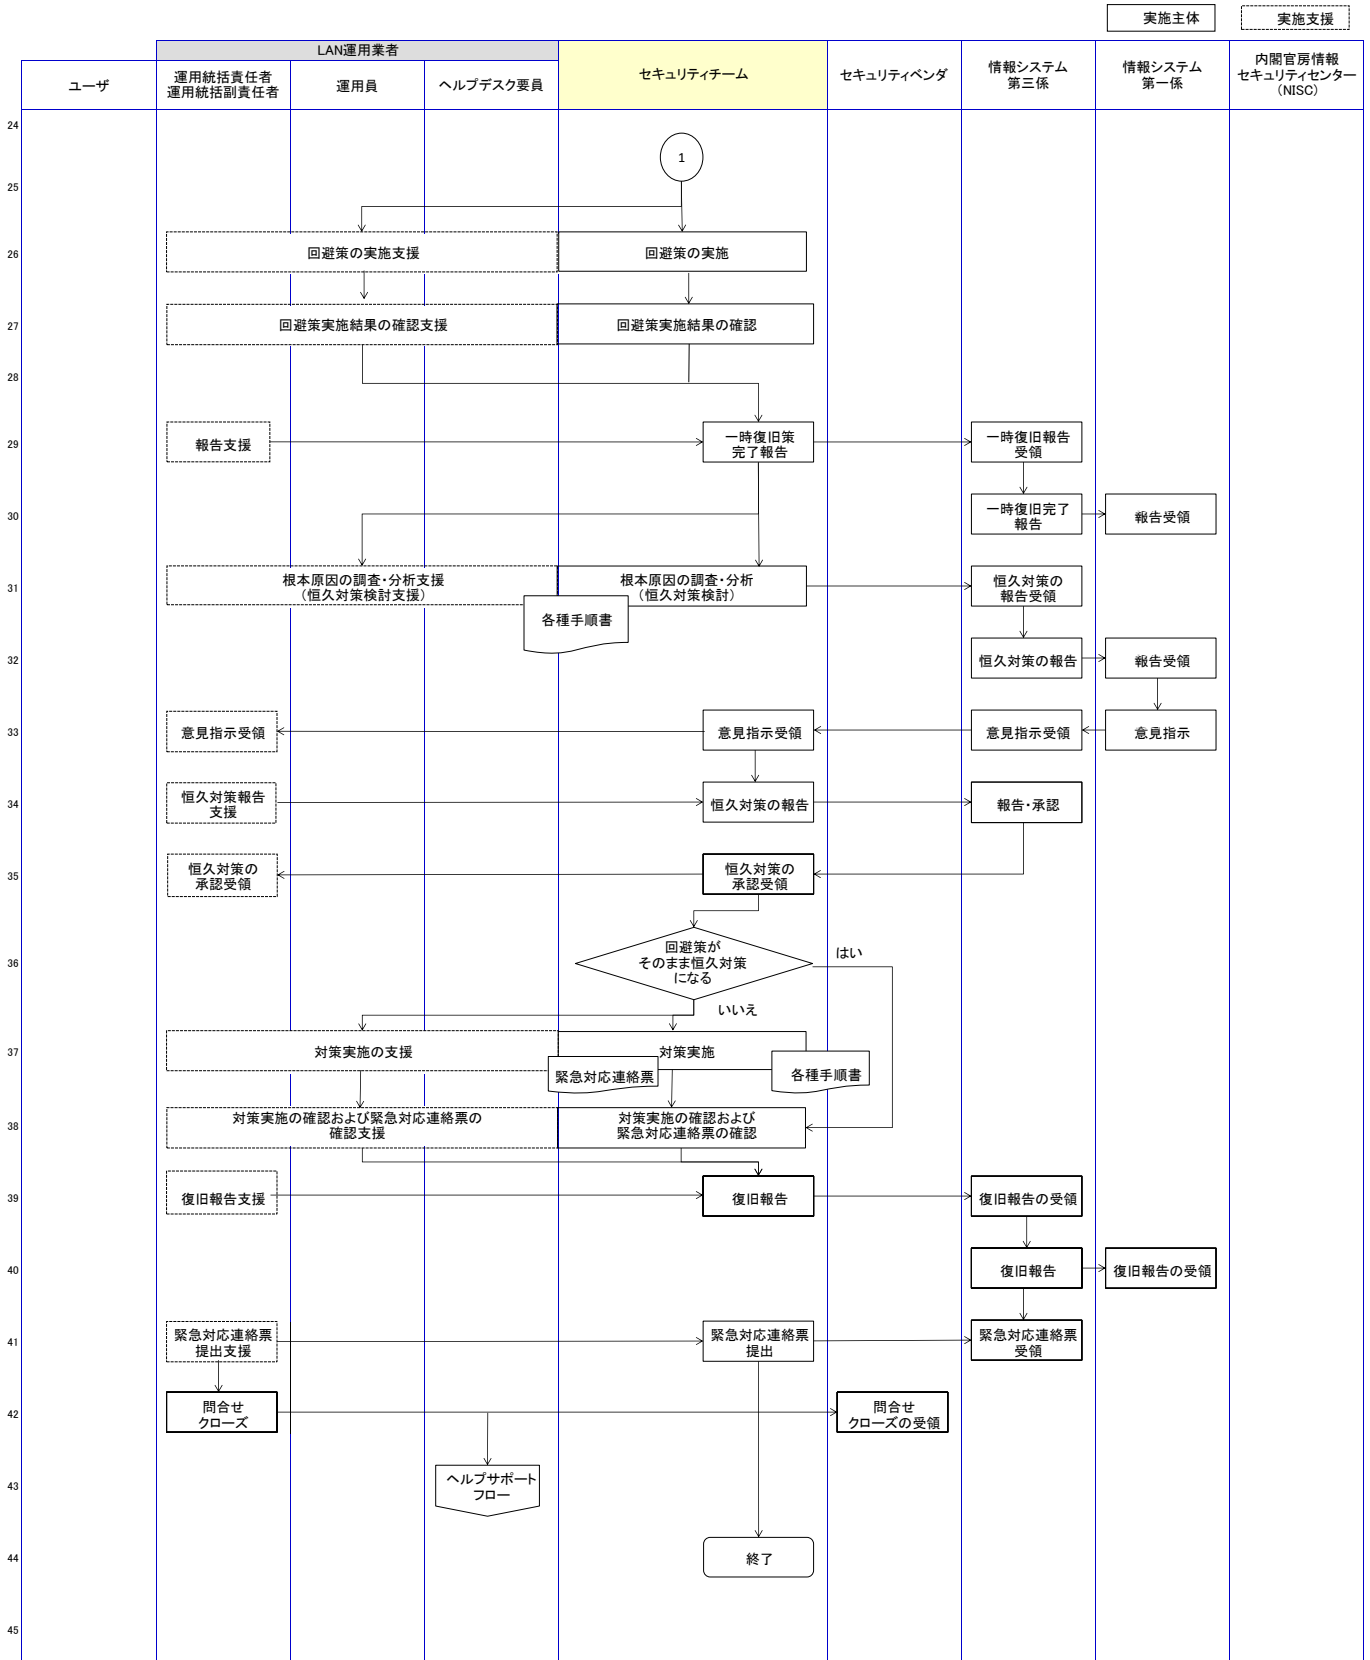 実施主体
実施支援
LAN運用業者
ユーザ
運用統括責任者
運用統括副責任者
運用員
ヘルプデスク要員
セキュリティチーム
セキュリティベンダ
情報システム
第三係
情報システム
第一係
内閣官房情報
セキュリティセンター
(NISC)
24
1
25
26
回避策の実施支援
回避策の実施
27
回避策実施結果の確認支援
回避策実施結果の確認
28
29
報告支援
一時復旧策
完了報告
一時復旧報告
受領
30
一時復旧完了
報告
報告受領
31
根本原因の調査・分析支援
(恒久対策検討支援)
根本原因の調査・分析
(恒久対策検討)
恒久対策の
報告受領
各種手順書
32
恒久対策の報告
報告受領
33
意見指示受領
意見指示受領
意見指示受領
意見指示
34
恒久対策報告
支援
恒久対策の報告
報告・承認
35
恒久対策の
承認受領
恒久対策の
承認受領
36
回避策が
そのまま恒久対策
になる
はい
いいえ
37
対策実施の支援
対策実施
緊急対応連絡票
各種手順書
38
対策実施の確認および緊急対応連絡票の
確認支援
対策実施の確認および
緊急対応連絡票の確認
39
復旧報告支援
復旧報告
復旧報告の受領
40
復旧報告
復旧報告の受領
41
緊急対応連絡票
提出支援
緊急対応連絡票
提出
緊急対応連絡票
受領
42
問合せ
クローズ
問合せ
クローズの受領
43
ヘルプサポート
フロー
44
終了
45